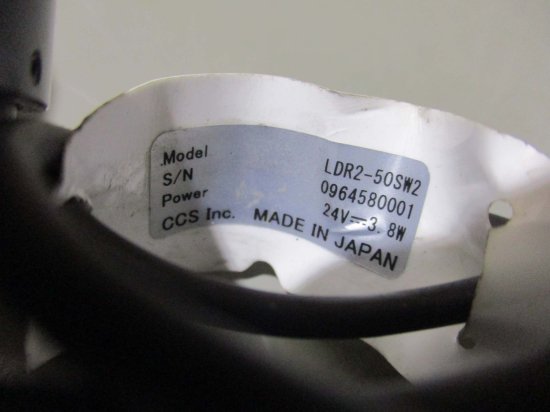 Model LDR2-50SW2
S/N 0964580001
Power 24V⎓3.8W
CCS Inc. MADE IN JAPAN